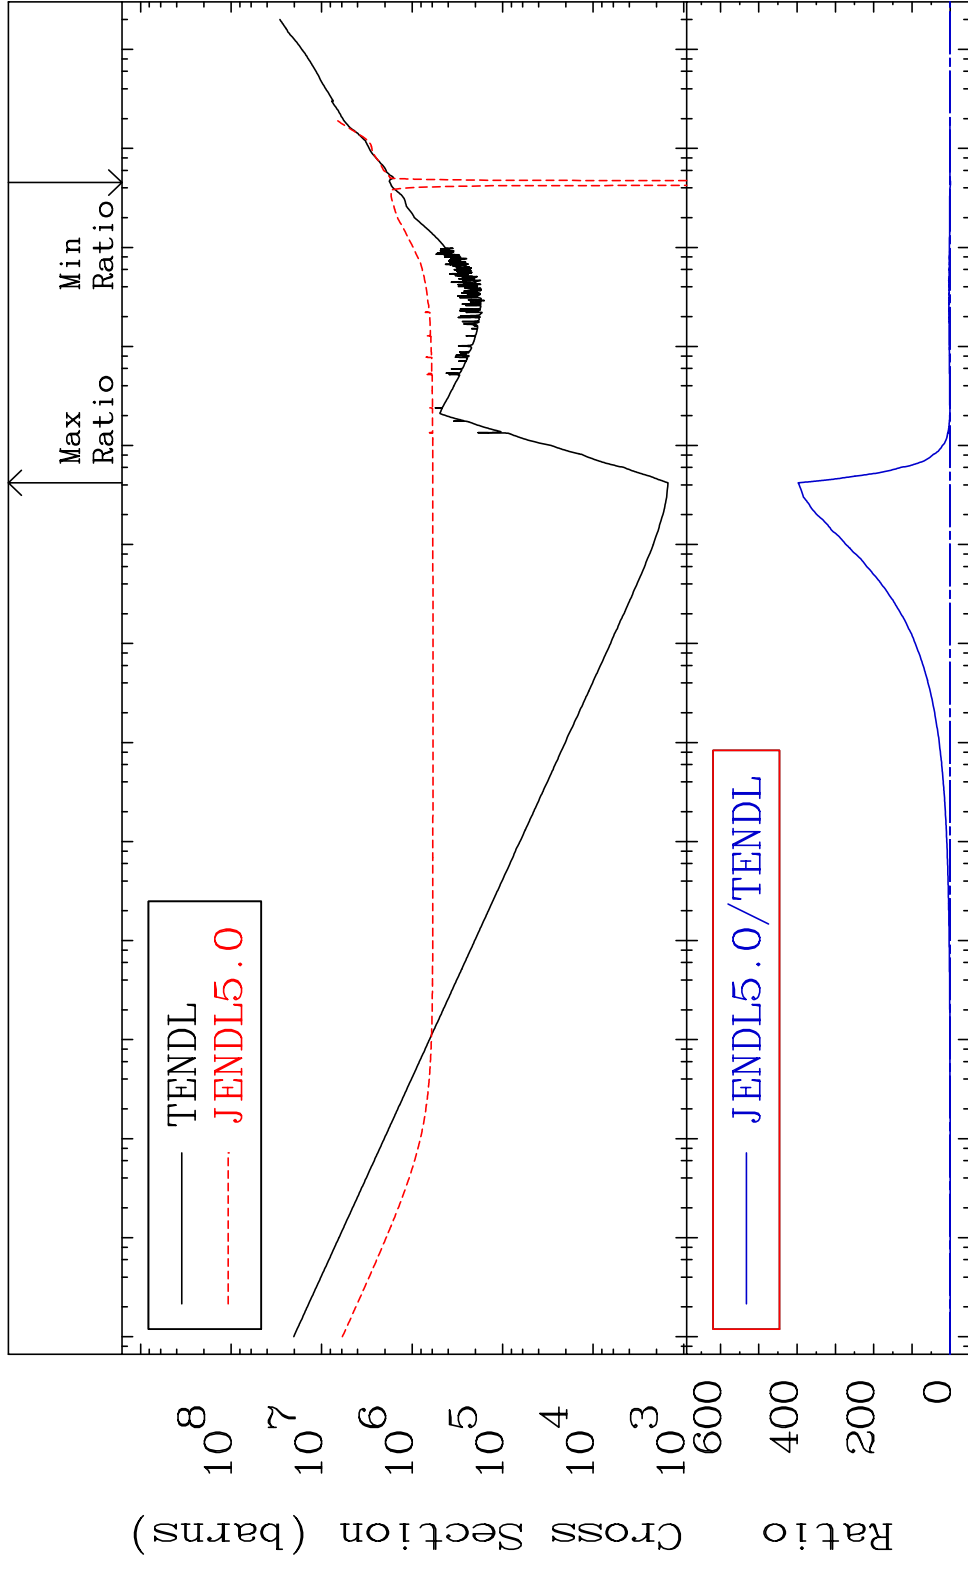 Max
Ratio
Min
Ratio
TENDL
JENDL5.0
10 8
10 7
10 6
10 5
10 4
10 3
Cross Section (barns)
JENDL5.0/TENDL
600
400
200
0
Ratio